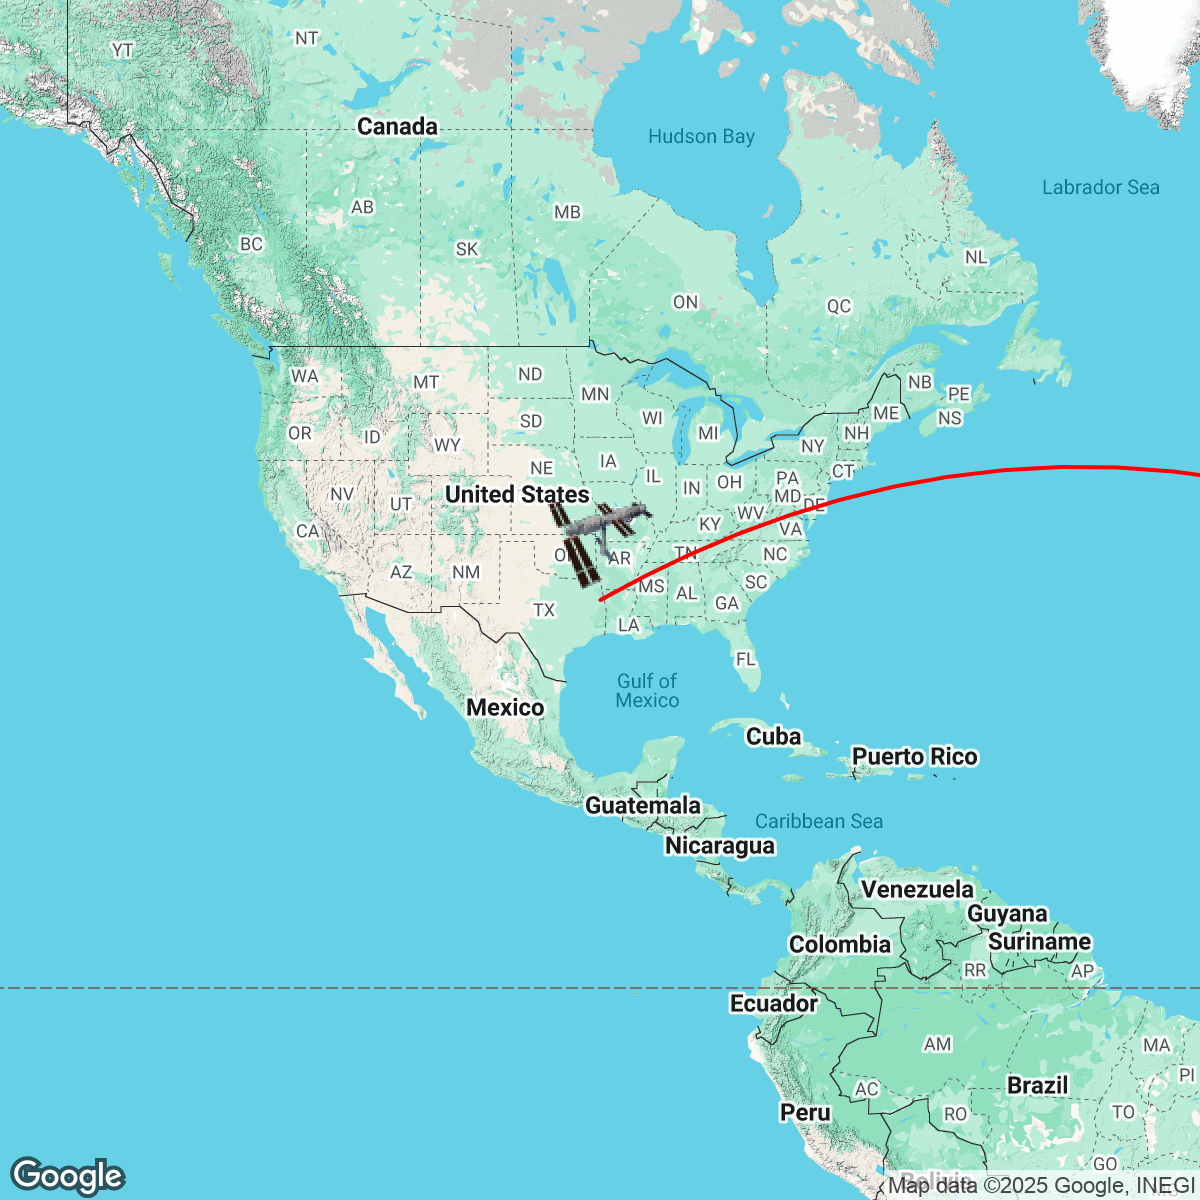 NT
YT
Canada
Hudson Bay
Labrador Sea
AB
MB
BC
SK
NL
ON
QC
WA
ND
MT
NB
MN
PE
ME
NS
SD
WI
OR
ID
MI
NH
WY
NY
IA
NE
CT
IL
PA
OH
IN
United States
NV
MD
UT
DE
WV
KY
CA
VA
TN
NC
AR
AZ
NM
SC
MS
AL
GA
TX
LA
FL
Gulf of
Mexico
Mexico
Cuba
Puerto Rico
Guatemala
Caribbean Sea
Nicaragua
Venezuela
Guyana
Suriname
Colombia
RR
AP
Ecuador
AM
MA
PI
Brazil
AC
Peru
RO
TO
GO
Google
Map data ©2025 Google, INEGI